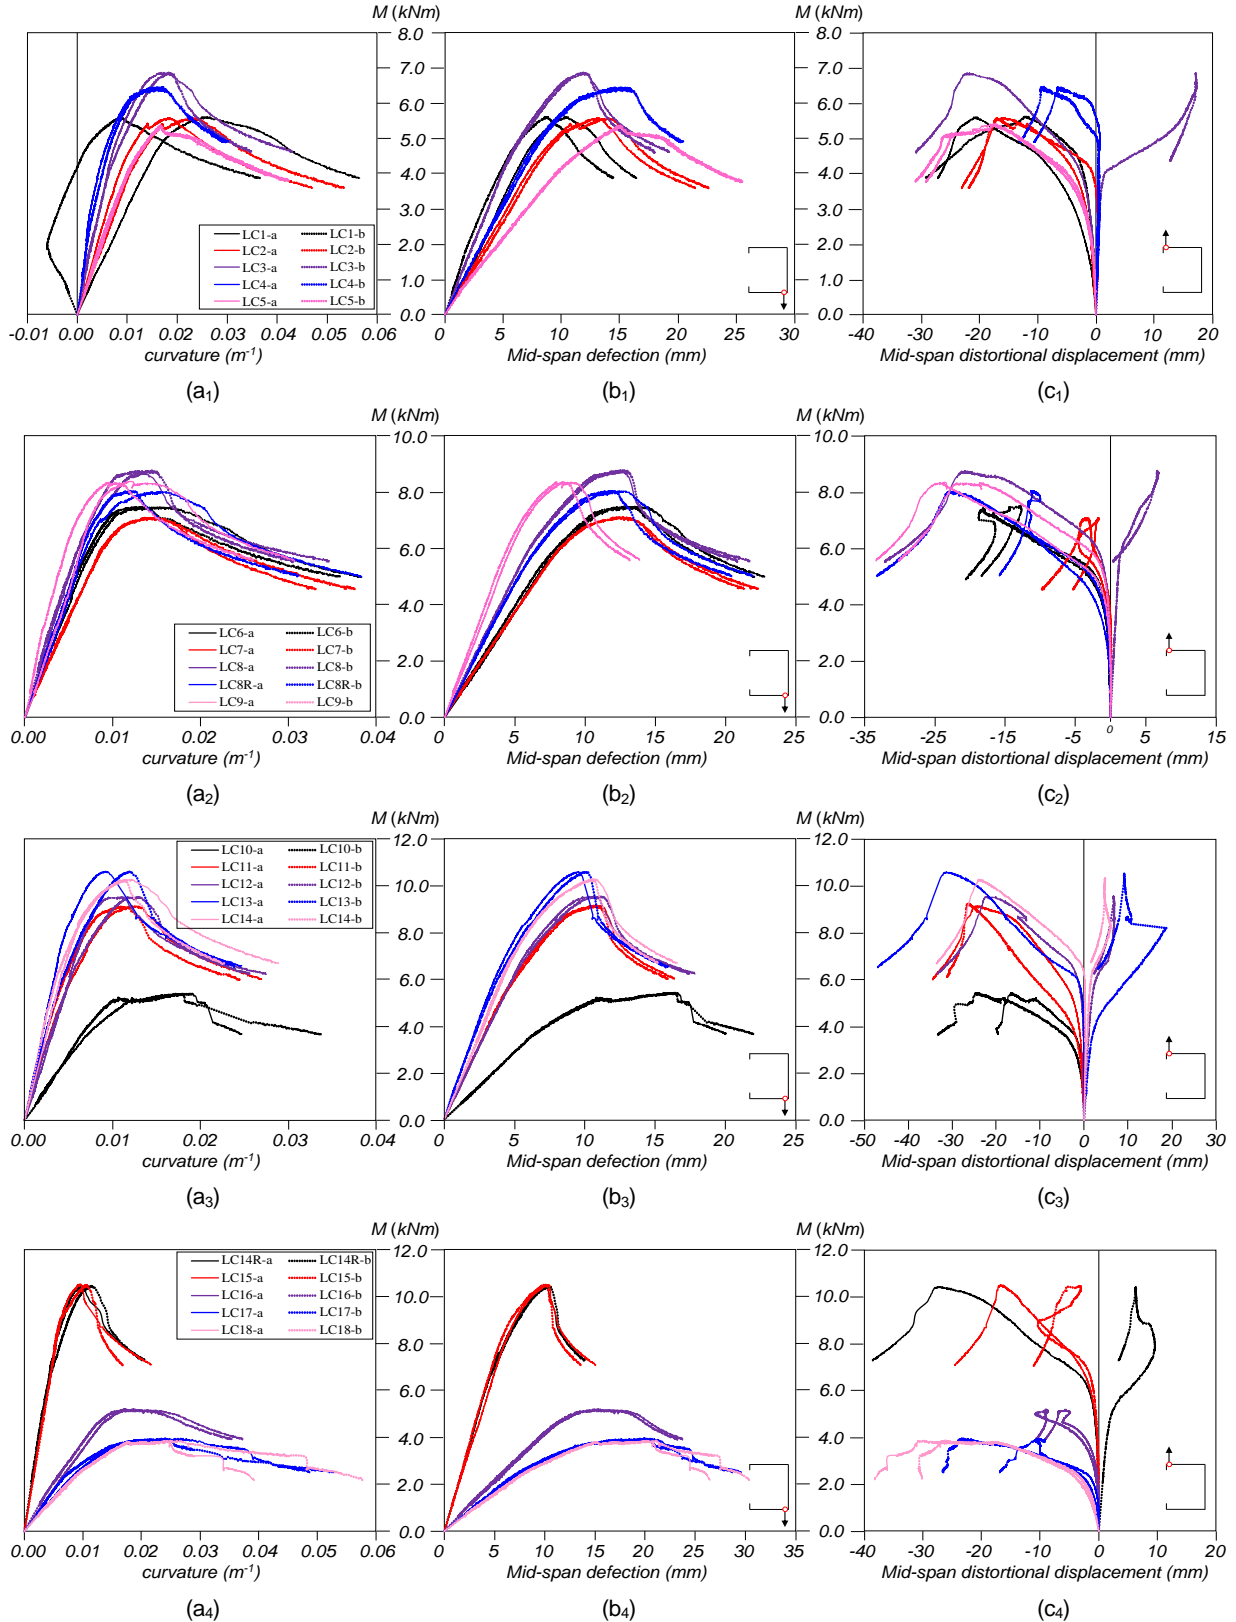 M (kNm) M (kNm)
8.0 8.0
7.0 7.0
6.0 6.0
5.0 5.0
4.0 4.0
3.0 3.0
2.0 2.0
1.0 1.0
0.0 0.0
LC1-a LC1-b
LC2-a LC2-b
LC3-a LC3-b
LC4-a LC4-b
LC5-a LC5-b
-0.01 0.00 0.01 0.02 0.03 0.04 0.05 0.06
curvature (m-1)
(a1)
0 5 10 15 20 25 30
Mid-span defection (mm)
(b1)
-40 -30 -20 -10 0 10 20
Mid-span distortional displacement (mm)
(c1)
M (kNm) M (kNm)
10.0 10.0
8.0 8.0
6.0 6.0
4.0 4.0
2.0 2.0
0.0 0.0
LC6-a LC6-b
LC7-a LC7-b
LC8-a LC8-b
LC8R-a LC8R-b
LC9-a LC9-b
0.00 0.01 0.02 0.03 0.04
curvature (m-1)
(a2)
0 5 10 15 20 25
Mid-span defection (mm)
(b2)
-35 -25 -15 -5 0 5 15
Mid-span distortional displacement (mm)
(c2)
M (kNm) M (kNm)
12.0 12.0
10.0 10.0
8.0 8.0
6.0 6.0
4.0 4.0
2.0 2.0
0.0 0.0
LC10-a LC10-b
LC11-a LC11-b
LC12-a LC12-b
LC13-a LC13-b
LC14-a LC14-b
0.00 0.01 0.02 0.03 0.04
curvature (m-1)
(a3)
0 5 10 15 20 25
Mid-span defection (mm)
(b3)
-50 -40 -30 -20 -10 0 10 20 30
Mid-span distortional displacement (mm)
(c3)
M (kNm) M (kNm)
12.0 12.0
10.0 10.0
8.0 8.0
6.0 6.0
4.0 4.0
2.0 2.0
0.0 0.0
LC14R-a LC14R-b
LC15-a LC15-b
LC16-a LC16-b
LC17-a LC17-b
LC18-a LC18-b
0.00 0.01 0.02 0.03 0.04 0.05 0.06
curvature (m-1)
(a4)
0 5 10 15 20 25 30 35
Mid-span defection (mm)
(b4)
-40 -30 -20 -10 0 10 20
Mid-span distortional displacement (mm)
(c4)